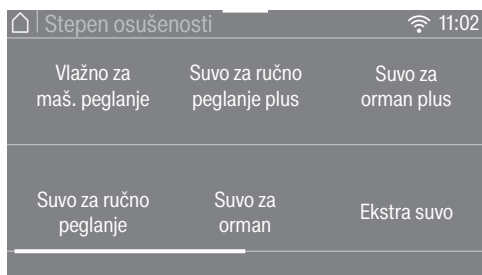 Stepen osušenosti 11:02
Vlažno za
maš. peglanje
Suvo za ručno
peglanje plus
Suvo za
orman plus
Suvo za ručno
peglanje
Suvo za
orman
Ekstra suvo